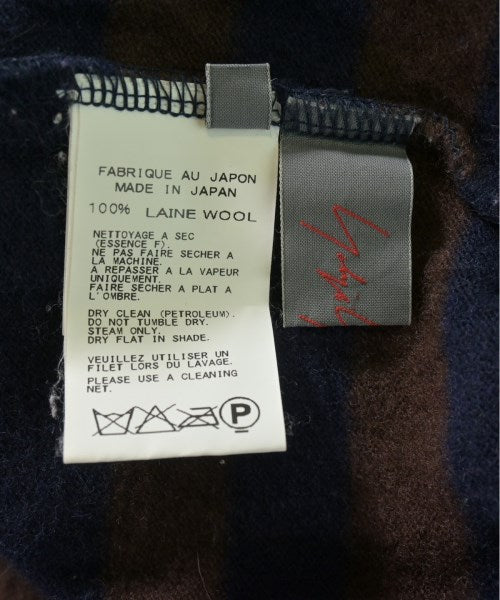 FABRIQUE AU JAPON
MADE IN JAPAN
100% LAINE WOOL
NETTOYAGE A SEC
(ESSENCE F).
NE PAS FAIRE SECHER A
LA MACHINE.
A REPASSER A LA VAPEUR
UNIQUEMENT.
FAIRE SECHER A PLAT A
L'OMBRE.
DRY CLEAN (PETROLEUM).
DO NOT TUMBLE DRY.
STEAM ONLY.
DRY FLAT IN SHADE.
VEUILLEZ UTILISER UN
FILET LORS DU LAVAGE.
PLEASE USE A CLEANING
NET.
P